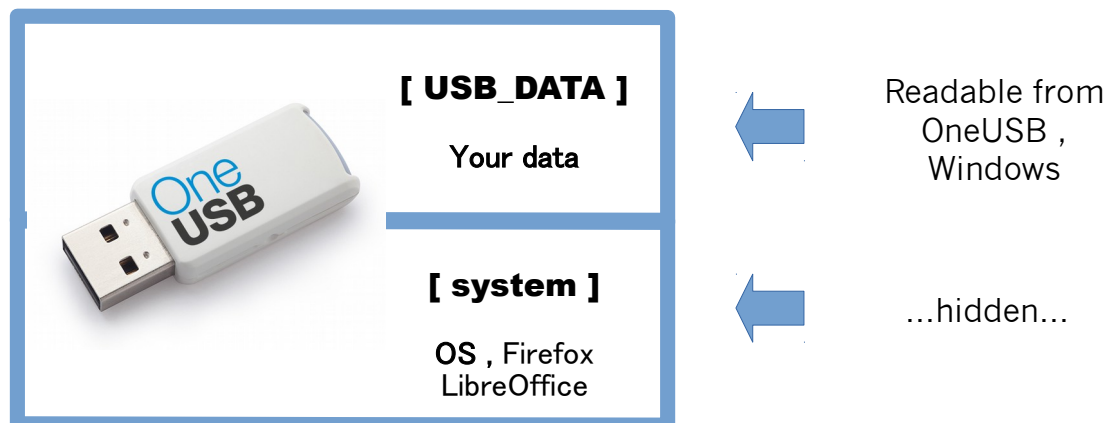 [ USB_DATA ]
Your data
Readable from
OneUSB ,
Windows
One
USB
[ system ]
OS , Firefox
LibreOffice
...hidden...